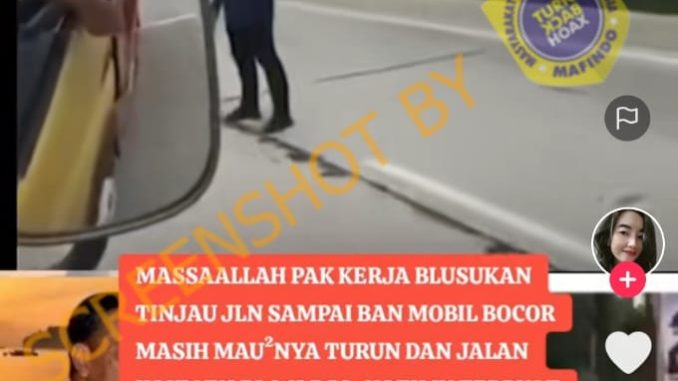 MASYARAKAT
TURN
BACK
HOAX
MAFINDO
SCREENSHOT BY
MASSAALLAH PAK KERJA BLUSUKAN
TINJAU JLN SAMPAI BAN MOBIL BOCOR
MASIH MAU²NYA TURUN DAN JALAN